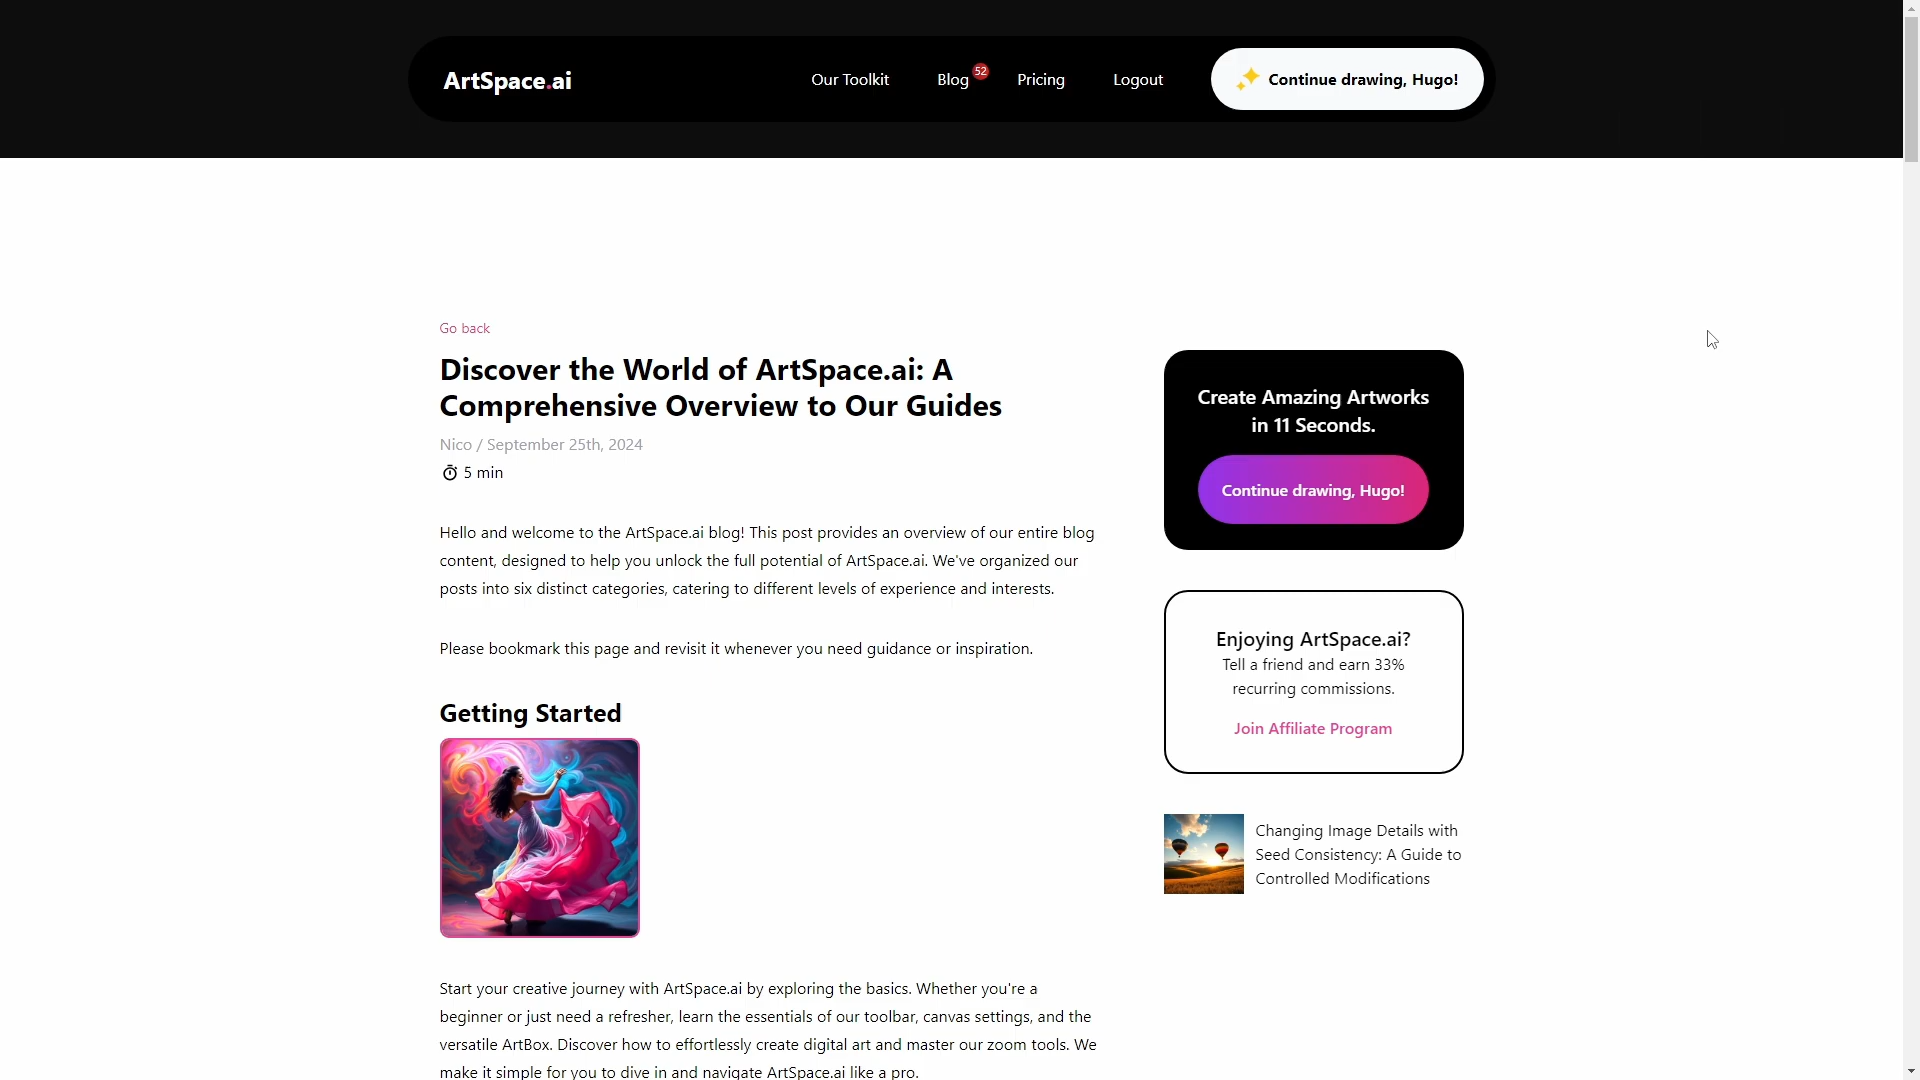 ArtSpace.ai
Our Toolkit
Blog 52
Pricing
Logout
Continue drawing, Hugo!
Go back
Discover the World of ArtSpace.ai: A
Comprehensive Overview to Our Guides
Nico / September 25th, 2024
5 min
Hello and welcome to the ArtSpace.ai blog! This post provides an overview of our entire blog
content, designed to help you unlock the full potential of ArtSpace.ai. We've organized our
posts into six distinct categories, catering to different levels of experience and interests.
Please bookmark this page and revisit it whenever you need guidance or inspiration.
Getting Started
Start your creative journey with ArtSpace.ai by exploring the basics. Whether you're a
beginner or just need a refresher, learn the essentials of our toolbar, canvas settings, and the
versatile ArtBox. Discover how to effortlessly create digital art and master our zoom tools. We
make it simple for you to dive in and navigate ArtSpace.ai like a pro.
Create Amazing Artworks
in 11 Seconds.
Continue drawing, Hugo!
Enjoying ArtSpace.ai?
Tell a friend and earn 33%
recurring commissions.
Join Affiliate Program
Changing Image Details with
Seed Consistency: A Guide to
Controlled Modifications